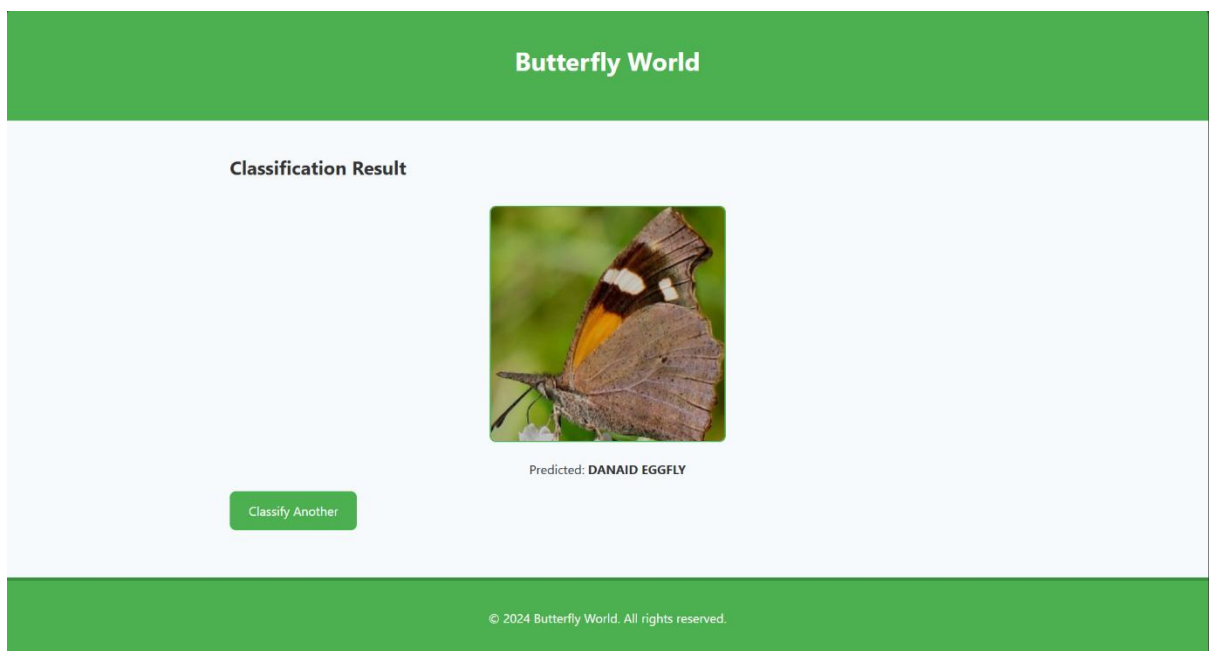 Butterfly World
Classification Result
Predicted: DANAID EGGFLY
Classify Another
© 2024 Butterfly World. All rights reserved.